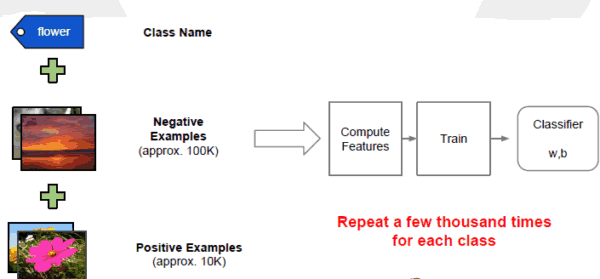 flower
Class Name
Negative
Examples
(approx. 100K)
Compute
Features
Train
Classifier
w,b
Repeat a few thousand times
for each class
Positive Examples
(approx. 10K)